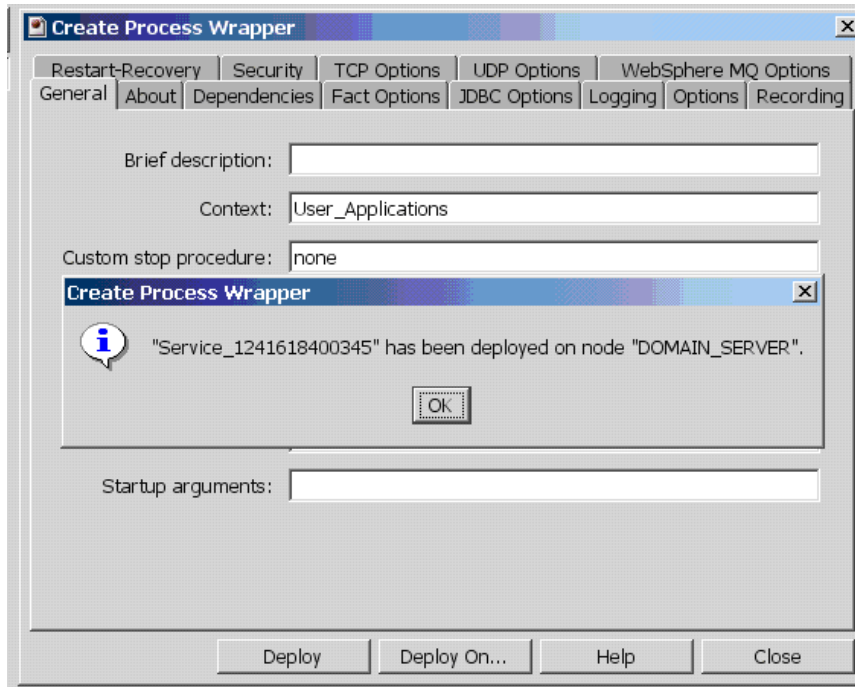 Create Process Wrapper
Restart-Recovery Security TCP Options UDP Options WebSphere MQ Options
General About Dependencies Fact Options JDBC Options Logging Options Recording
Brief description:
Context: User_Applications
Custom stop procedure: none
Create Process Wrapper
"Service_1241618400345" has been deployed on node "DOMAIN_SERVER".
OK
Startup arguments:
Deploy Deploy On... Help Close